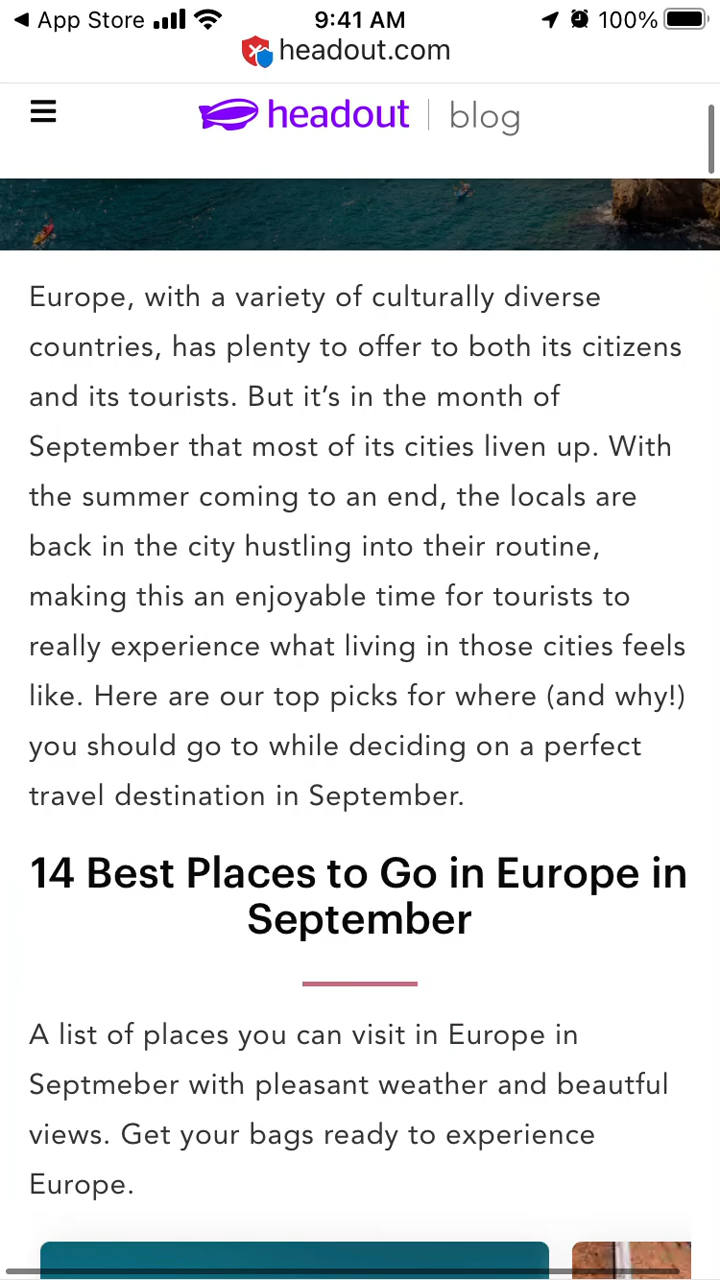 App Store 9:41 AM 100%
headout.com
headout | blog
Europe, with a variety of culturally diverse
countries, has plenty to offer to both its citizens
and its tourists. But it’s in the month of
September that most of its cities liven up. With
the summer coming to an end, the locals are
back in the city hustling into their routine,
making this an enjoyable time for tourists to
really experience what living in those cities feels
like. Here are our top picks for where (and why!)
you should go to while deciding on a perfect
travel destination in September.
14 Best Places to Go in Europe in
September
A list of places you can visit in Europe in
Septmeber with pleasant weather and beautful
views. Get your bags ready to experience
Europe.